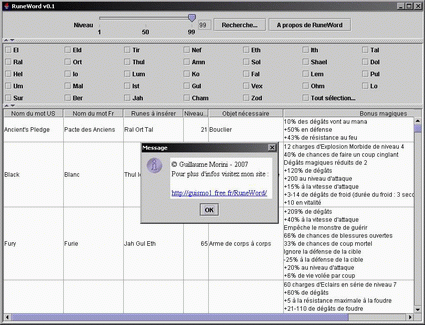 RuneWord v0.1
Niveau
1 50 99
99
Recherche...
A propos de RuneWord
El Eld Tir Nef Eth Ith Tal
Ral Ort Thul Amn Sol Shael Dol
Hel Io Lum Ko Fal Lem Pul
Um Mal Ist Gul Vex Ohm Lo
Sur Ber Jah Cham Zod Tout sélection...
Nom du mot US Nom du mot Fr Runes à insérer Niveau... Objet nécessaire Bonus magiques
Ancient's Pledge Pacte des Anciens Ral Ort Tal 21 Bouclier
10% des dégâts vont au mana
+50% en défense
+43% de résistance au feu
Black Blanc Thul
12 charges d'Explosion Morbide de niveau 4
40% de chances de faire un coup cinglant
Dégâts magiques réduits de 2
+120% de dégâts
+200 au niveau d'attaque
+15% à la vitesse d'attaque
+3-14 de dégâts de froid (durée du froid : 3 seco
+10 en vitalité
Fury Furie Jah Gul Eth 65 Arme de corps à corps
+209% de dégâts
+40% à la vitesse d'attaque
Empêche le monstre de guérir
66% de chances de blessures ouvertes
33% de chances de coup mortel
Ignore la défense de la cible
-25% à la défense de la cible
+20% au niveau d'attaque
+6% de vie volée par coup
60 charges d'Eclairs en série de niveau 7
+60% de dégâts
+5 à la résistance maximale à la foudre
+21-110 de dégâts de foudre
Message
© Guillaume Morini - 2007
Pour plus d'infos visitez mon site :
http://guismo1.free.fr/RuneWord/
OK